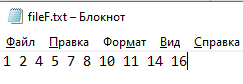 fileF.txt – Блокнот
Файл Правка Формат Вид Справка
1 2 4 5 7 8 10 11 14 16